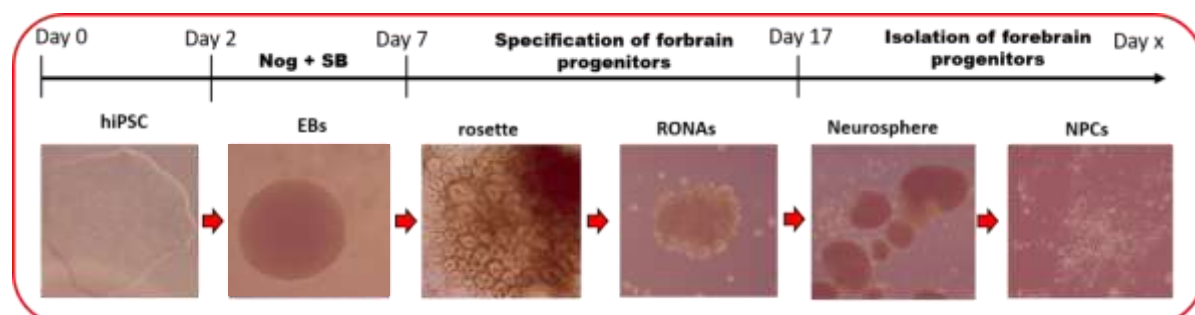 Day 0
Day 2
Day 7
Day 17
Day x
Nog + SB
Specification of forbrain
progenitors
Isolation of forebrain
progenitors
hiPSC
EBs
rosette
RONAs
Neurosphere
NPCs